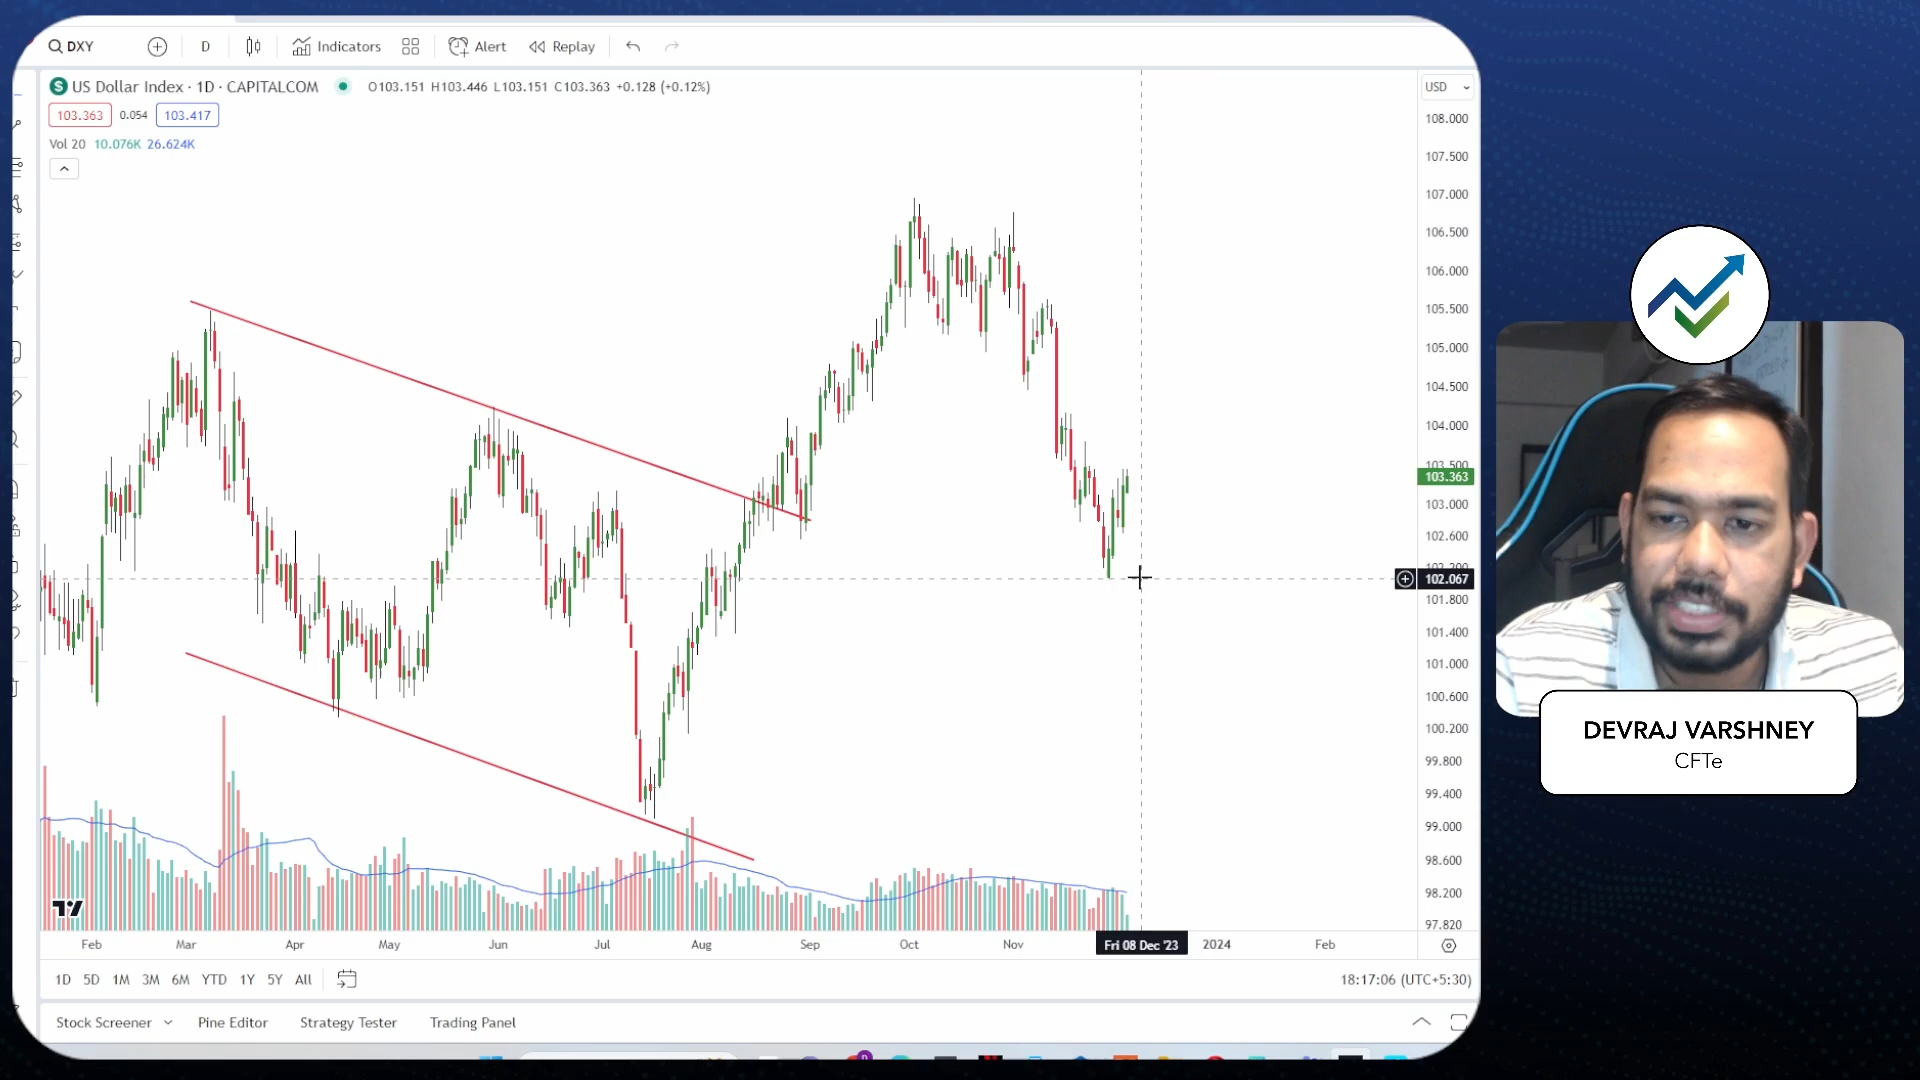 DXY
D
Indicators
Alert
Replay
US Dollar Index · 1D · CAPITALCOM
O103.151 H103.446 L103.151 C103.363 +0.128 (+0.12%)
103.363 0.054 103.417
Vol 20 10.076K 26.624K
USD
108.000
107.500
107.000
106.500
106.000
105.500
105.000
104.500
104.000
103.500
103.363
103.000
102.600
102.200
102.067
101.800
101.400
101.000
100.600
100.200
99.800
99.400
99.000
98.600
98.200
97.820
Feb Mar Apr May Jun Jul Aug Sep Oct Nov Fri 08 Dec '23 2024 Feb
1D 5D 1M 3M 6M YTD 1Y 5Y All
18:17:06 (UTC+5:30)
Stock Screener Pine Editor Strategy Tester Trading Panel
DEVRAJ VARSHNEY
CFTe